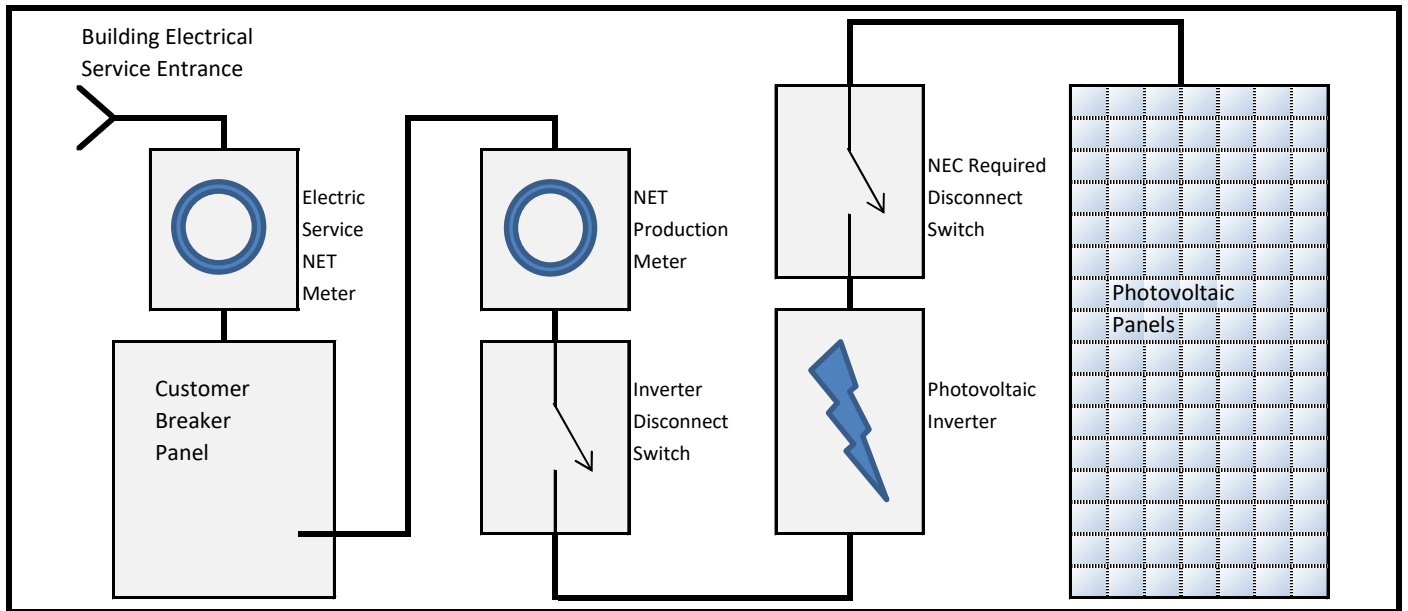 Building Electrical
Service Entrance
Electric
Service
NET
Meter
Customer
Breaker
Panel
NET
Production
Meter
Inverter
Disconnect
Switch
NEC Required
Disconnect
Switch
Photovoltaic
Inverter
Photovoltaic
Panels